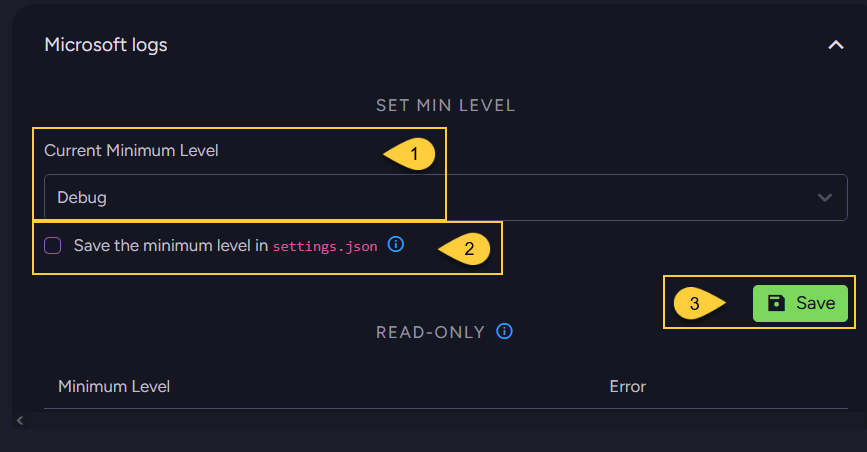 Microsoft logs
SET MIN LEVEL
Current Minimum Level
1
Debug
Save the minimum level in settings.json
2
3
Save
READ-ONLY
Minimum Level Error